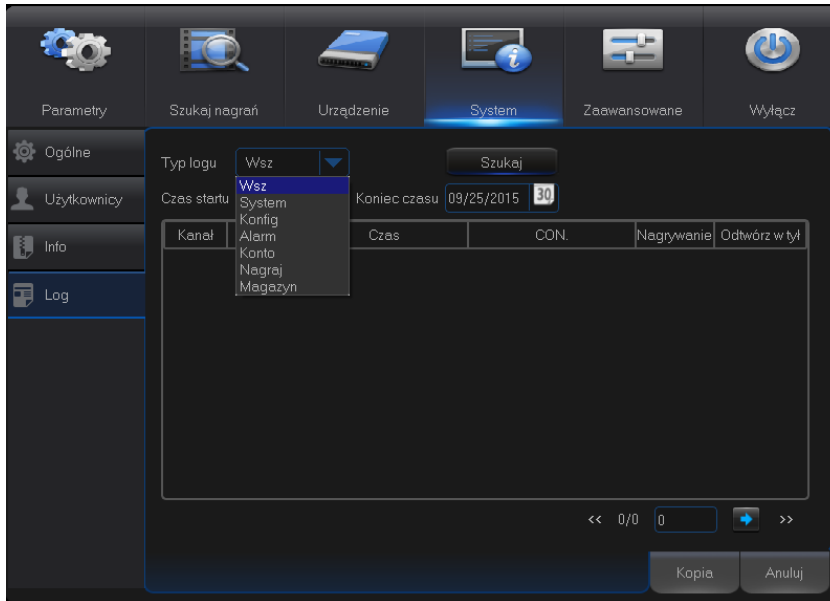 Parametry Szukaj nagrań Urządzenie System Zaawansowane Wyłącz
Ogólne
Użytkownicy
Info
Log
Typ logu Wsz Szukaj
Wsz
System
Konfig
Alarm
Konto
Nagraj
Magazyn
Czas startu Koniec czasu 09/25/2015 30
Kanał Czas CON. Nagrywanie Odtwórz w tył
<< 0/0 0 >>
Kopia Anuluj